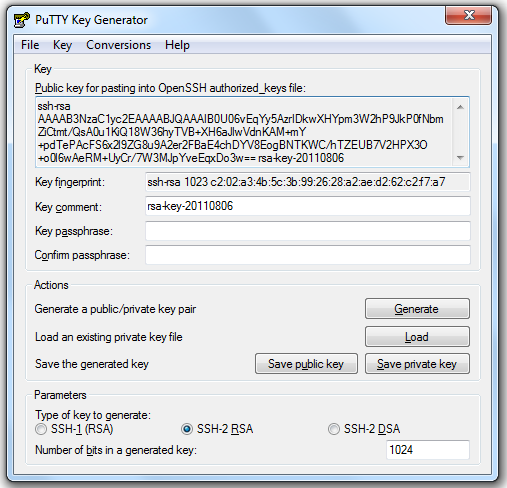 PuTTY Key Generator
File Key Conversions Help
Key
Public key for pasting into OpenSSH authorized_keys file:
ssh-rsa
AAAAB3NzaC1yc2EAAAABJQAAAIB0U06vEqYy5AzrIDkwXHYpm3W2hP9JkP0fNbm
ZiCtmt/QsA0u1KiQ18W36hyTVB+XH6aJlwVdnKAM+mY
+pdTePAcFS6x2l9ZG8u9A2er2FBaE4chDYV8EogBNTKWC/hTZEUB7V2HPX3O
+o0l6wAeRM+UyCr/7W3MJpYveEqxDo3w== rsa-key-20110806
Key fingerprint: ssh-rsa 1023 c2:02:a3:4b:5c:3b:99:26:28:a2:ae:d2:62:c2:f7:a7
Key comment: rsa-key-20110806
Key passphrase:
Confirm passphrase:
Actions
Generate a public/private key pair Generate
Load an existing private key file Load
Save the generated key Save public key Save private key
Parameters
Type of key to generate:
SSH-1 (RSA) SSH-2 RSA SSH-2 DSA
Number of bits in a generated key: 1024